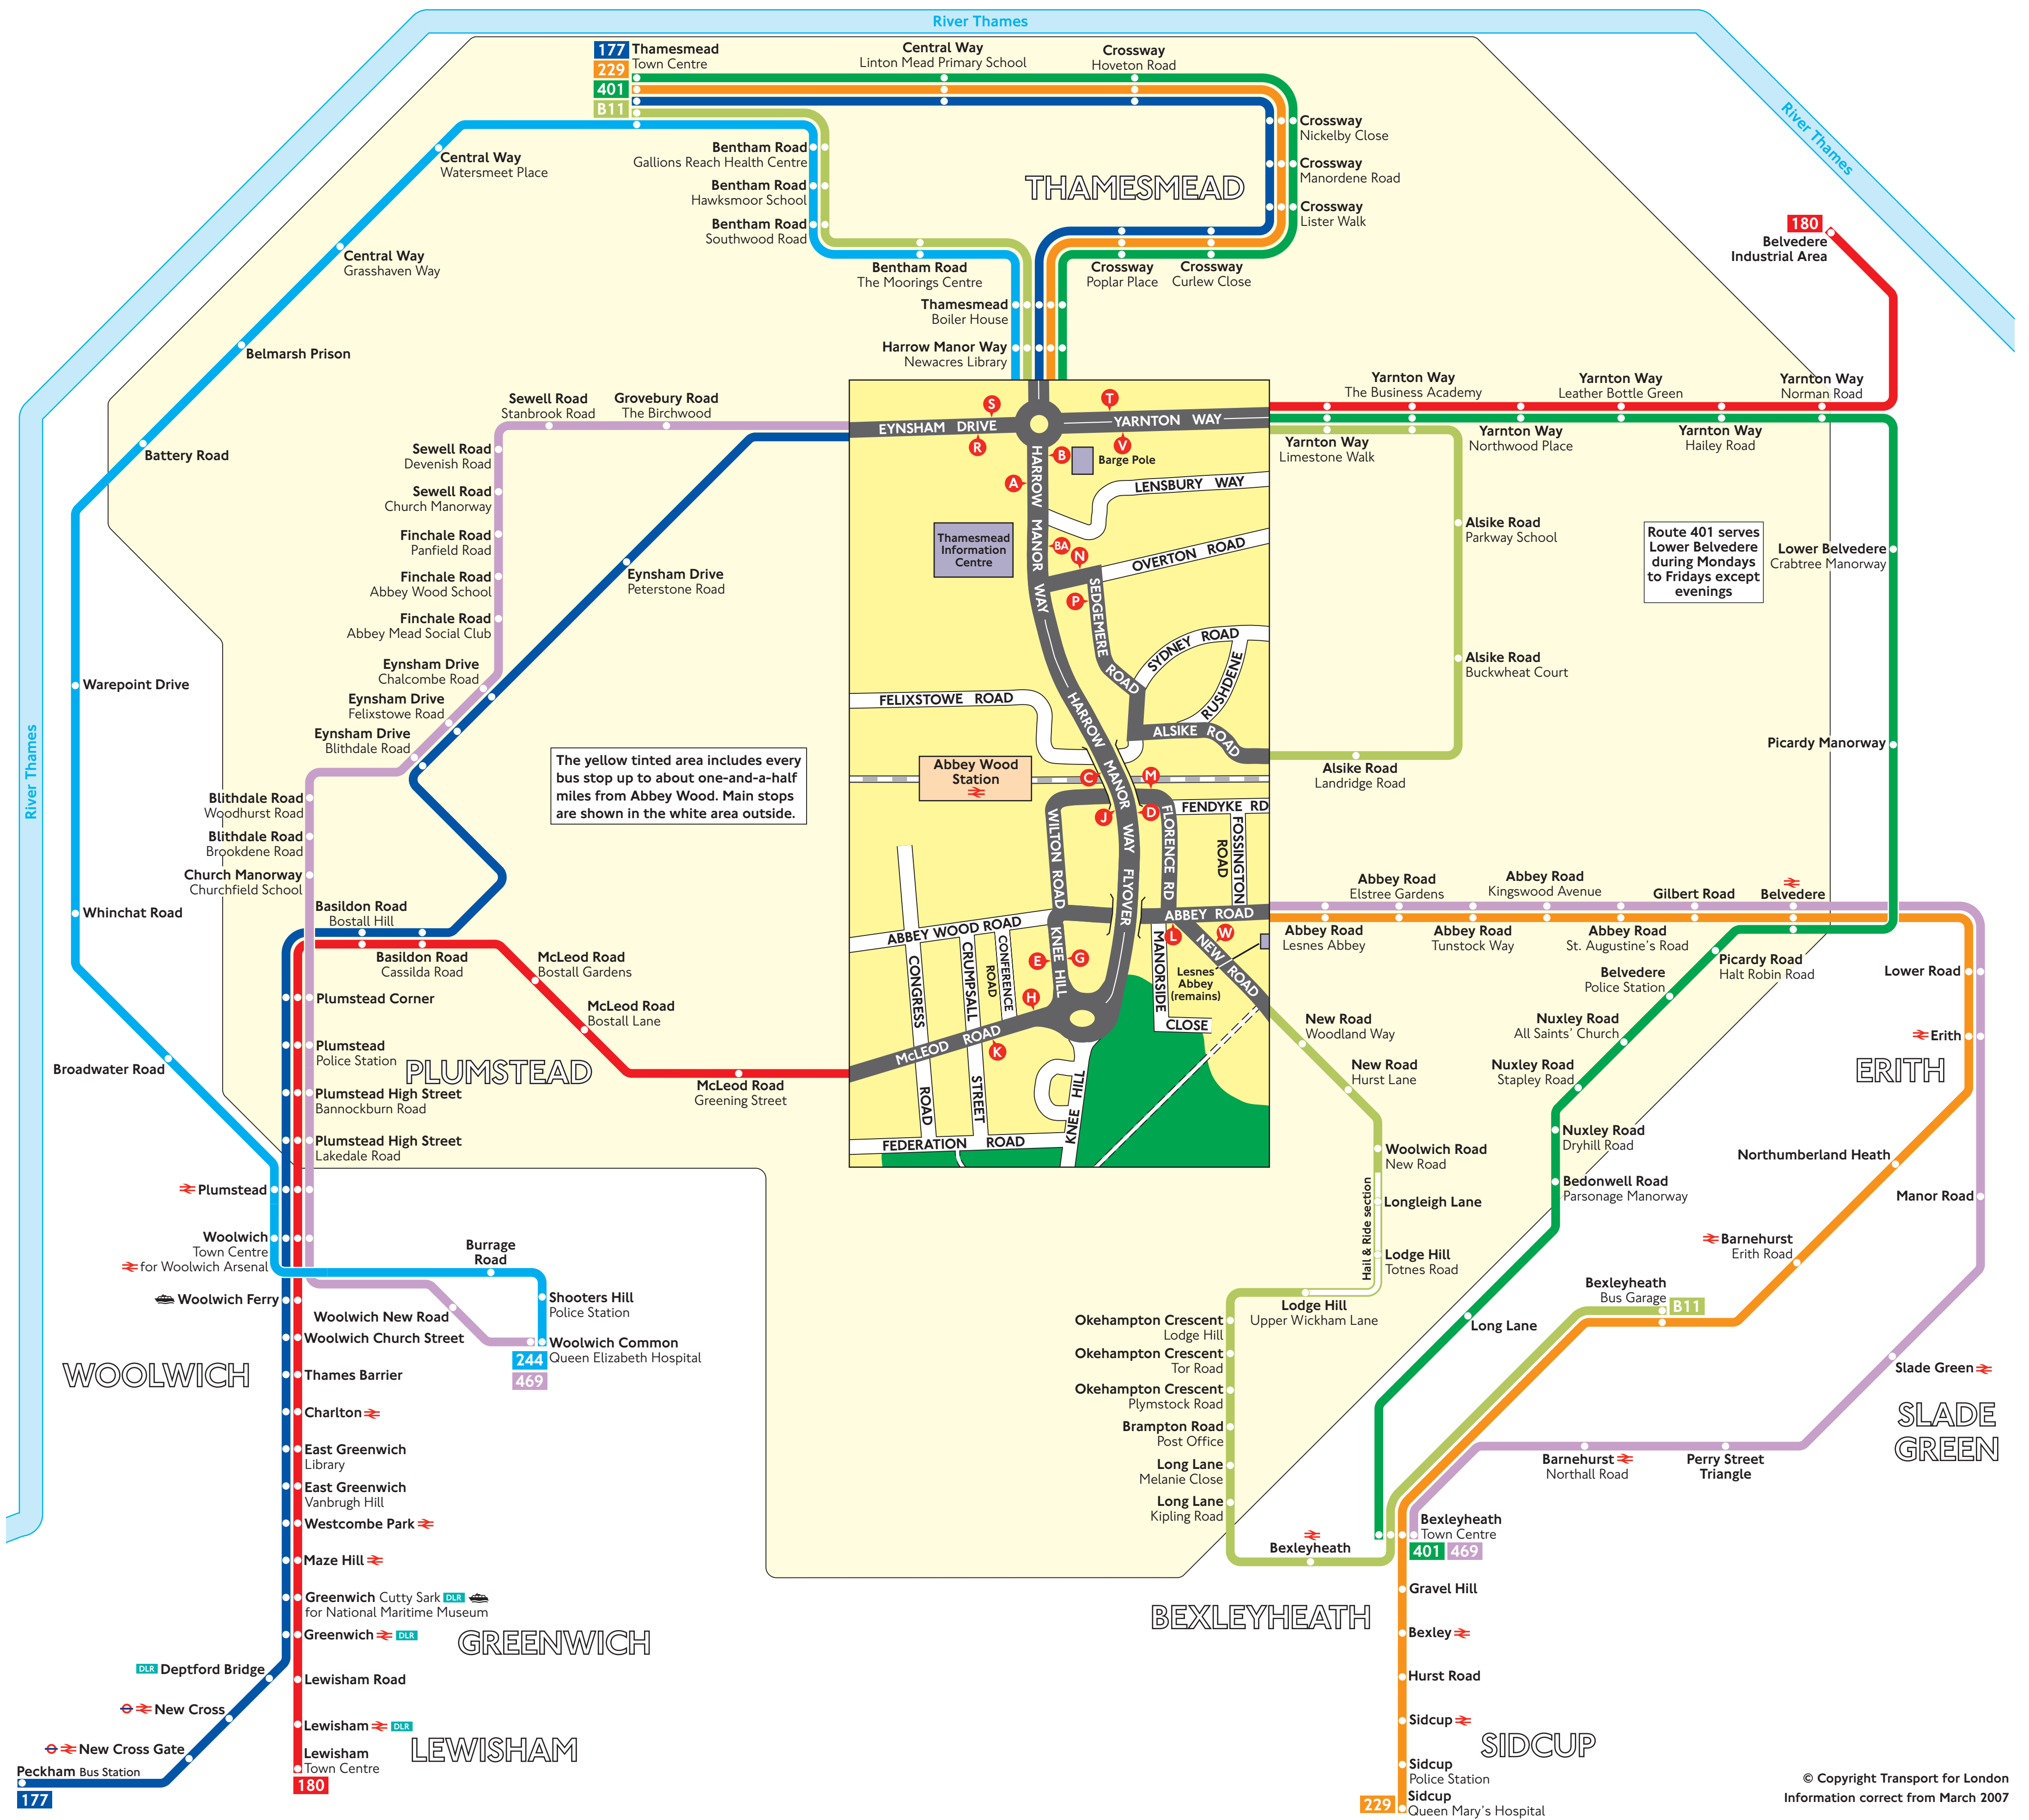 River Thames
177
229
401
B11
Thamesmead
Town Centre
Central Way
Linton Mead Primary School
Crossway
Hoveton Road
Crossway
Nickelby Close
Crossway
Manordene Road
Crossway
Lister Walk
Crossway
Poplar Place
Crossway
Curlew Close
THAMESMEAD
Bentham Road
Gallions Reach Health Centre
Bentham Road
Hawksmoor School
Bentham Road
Southwood Road
Bentham Road
The Moorings Centre
Thamesmead
Boiler House
Harrow Manor Way
Newacres Library
Central Way
Watersmeet Place
Central Way
Grasshaven Way
Belmarsh Prison
Battery Road
Warepoint Drive
Whinchat Road
Broadwater Road
River Thames
River Thames
180
Belvedere
Industrial Area
Sewell Road
Stanbrook Road
Grovebury Road
The Birchwood
Sewell Road
Devenish Road
Sewell Road
Church Manorway
Finchale Road
Panfield Road
Finchale Road
Abbey Wood School
Finchale Road
Abbey Mead Social Club
Eynsham Drive
Chalcombe Road
Eynsham Drive
Felixstowe Road
Eynsham Drive
Blithdale Road
Eynsham Drive
Peterstone Road
Blithdale Road
Woodhurst Road
Blithdale Road
Brookdene Road
Church Manorway
Churchfield School
The yellow tinted area includes every
bus stop up to about one-and-a-half
miles from Abbey Wood. Main stops
are shown in the white area outside.
Basildon Road
Bostall Hill
Basildon Road
Cassilda Road
McLeod Road
Bostall Gardens
McLeod Road
Bostall Lane
McLeod Road
Greening Street
Plumstead Corner
Plumstead
Police Station
PLUMSTEAD
Plumstead High Street
Bannockburn Road
Plumstead High Street
Lakedale Road
Plumstead
Woolwich
Town Centre
for Woolwich Arsenal
Burrage
Road
Shooters Hill
Police Station
Woolwich Ferry
Woolwich New Road
Woolwich Church Street
Woolwich Common
Queen Elizabeth Hospital
244
469
WOOLWICH
Thames Barrier
Charlton
East Greenwich
Library
East Greenwich
Vanbrugh Hill
Westcombe Park
Maze Hill
Greenwich Cutty Sark DLR
for National Maritime Museum
Greenwich DLR
GREENWICH
DLR Deptford Bridge
Lewisham Road
New Cross
Lewisham DLR
LEWISHAM
New Cross Gate
Lewisham
Town Centre
180
Peckham Bus Station
177
S
T
EYNSHAM DRIVE
YARNTON WAY
R
V
B
Barge Pole
HARROW MANOR WAY
A
LENSBURY WAY
Thamesmead
Information
Centre
BA
N
OVERTON ROAD
P
SEDGEMERE ROAD
SYDNEY ROAD
RUSHDENE
FELIXSTOWE ROAD
ALSIKE ROAD
HARROW MANOR WAY FLYOVER
Abbey Wood
Station
C
M
J
D
FENDYKE RD
WILTON ROAD
FLORENCE RD
FOSSINGTON
ROAD
ABBEY ROAD
ABBEY WOOD ROAD
L
W
KNEE HILL
E
G
NEW ROAD
MANORSIDE
CLOSE
Lesnes
Abbey
(remains)
CONGRESS ROAD
CRUMPSALL STREET
CONFERENCE
ROAD
H
McLEOD ROAD
K
KNEE HILL
FEDERATION ROAD
Yarnton Way
The Business Academy
Yarnton Way
Leather Bottle Green
Yarnton Way
Norman Road
Yarnton Way
Limestone Walk
Yarnton Way
Northwood Place
Yarnton Way
Hailey Road
Alsike Road
Parkway School
Alsike Road
Buckwheat Court
Alsike Road
Landridge Road
Route 401 serves
Lower Belvedere
during Mondays
to Fridays except
evenings
Lower Belvedere
Crabtree Manorway
Picardy Manorway
Abbey Road
Elstree Gardens
Abbey Road
Kingswood Avenue
Gilbert Road
Belvedere
Abbey Road
Lesnes Abbey
Abbey Road
Tunstock Way
Abbey Road
St. Augustine's Road
Picardy Road
Halt Robin Road
Belvedere
Police Station
Nuxley Road
All Saints' Church
Nuxley Road
Stapley Road
Nuxley Road
Dryhill Road
Bedonwell Road
Parsonage Manorway
Long Lane
Lower Road
Erith
ERITH
Northumberland Heath
Manor Road
Barnehurst
Erith Road
Bexleyheath
Bus Garage
B11
Slade Green
SLADE
GREEN
Barnehurst
Northall Road
Perry Street
Triangle
New Road
Woodland Way
New Road
Hurst Lane
Woolwich Road
New Road
Hail & Ride section
Longleigh Lane
Lodge Hill
Totnes Road
Lodge Hill
Upper Wickham Lane
Okehampton Crescent
Lodge Hill
Okehampton Crescent
Tor Road
Okehampton Crescent
Plymstock Road
Brampton Road
Post Office
Long Lane
Melanie Close
Long Lane
Kipling Road
Bexleyheath
Bexleyheath
Town Centre
401
469
BEXLEYHEATH
Gravel Hill
Bexley
Hurst Road
Sidcup
SIDCUP
Sidcup
Police Station
229
Sidcup
Queen Mary's Hospital
© Copyright Transport for London
Information correct from March 2007